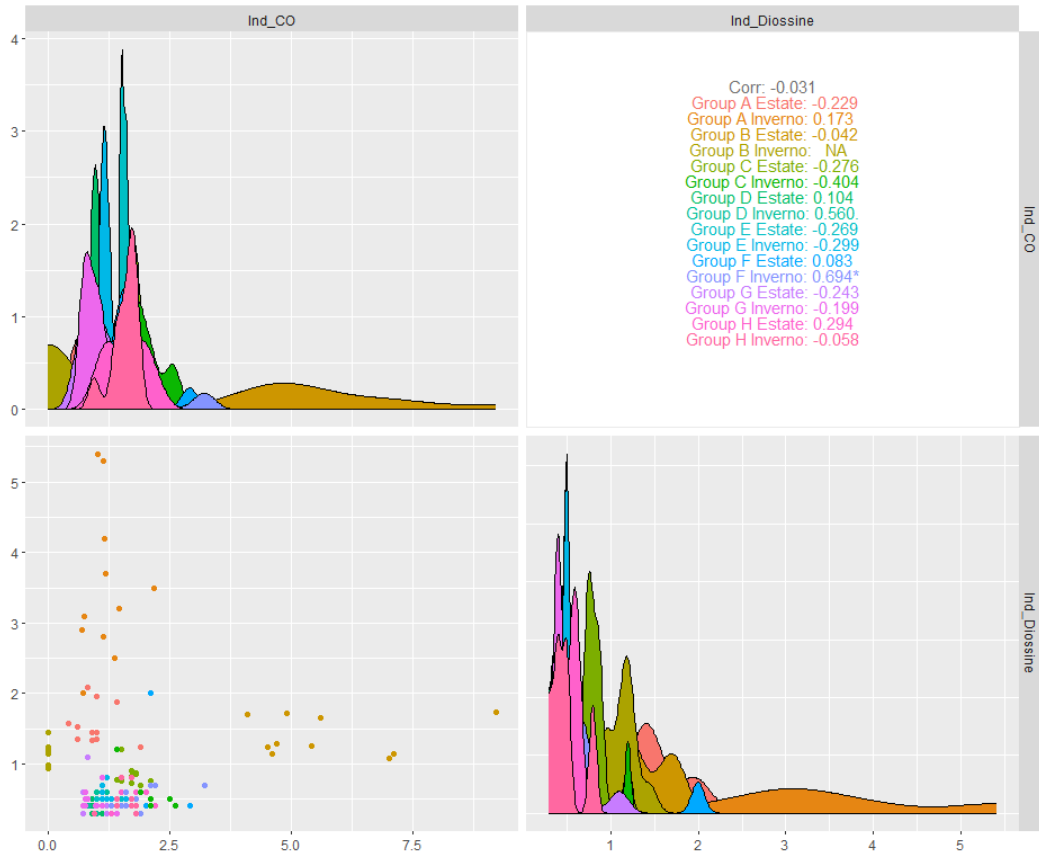 Ind_CO
Ind_Diossine
4
3
2
1
0
Corr: -0.031
Group A Estate: -0.229
Group A Inverno: 0.173
Group B Estate: -0.042
Group B Inverno: NA
Group C Estate: -0.276
Group C Inverno: -0.404
Group D Estate: 0.104
Group D Inverno: 0.560.
Group E Estate: -0.269
Group E Inverno: -0.299
Group F Estate: 0.083
Group F Inverno: 0.694*
Group G Estate: -0.243
Group G Inverno: -0.199
Group H Estate: 0.294
Group H Inverno: -0.058
Ind_CO
5
4
3
2
1
Ind_Diossine
0.0 2.5 5.0 7.5
1 2 3 4 5